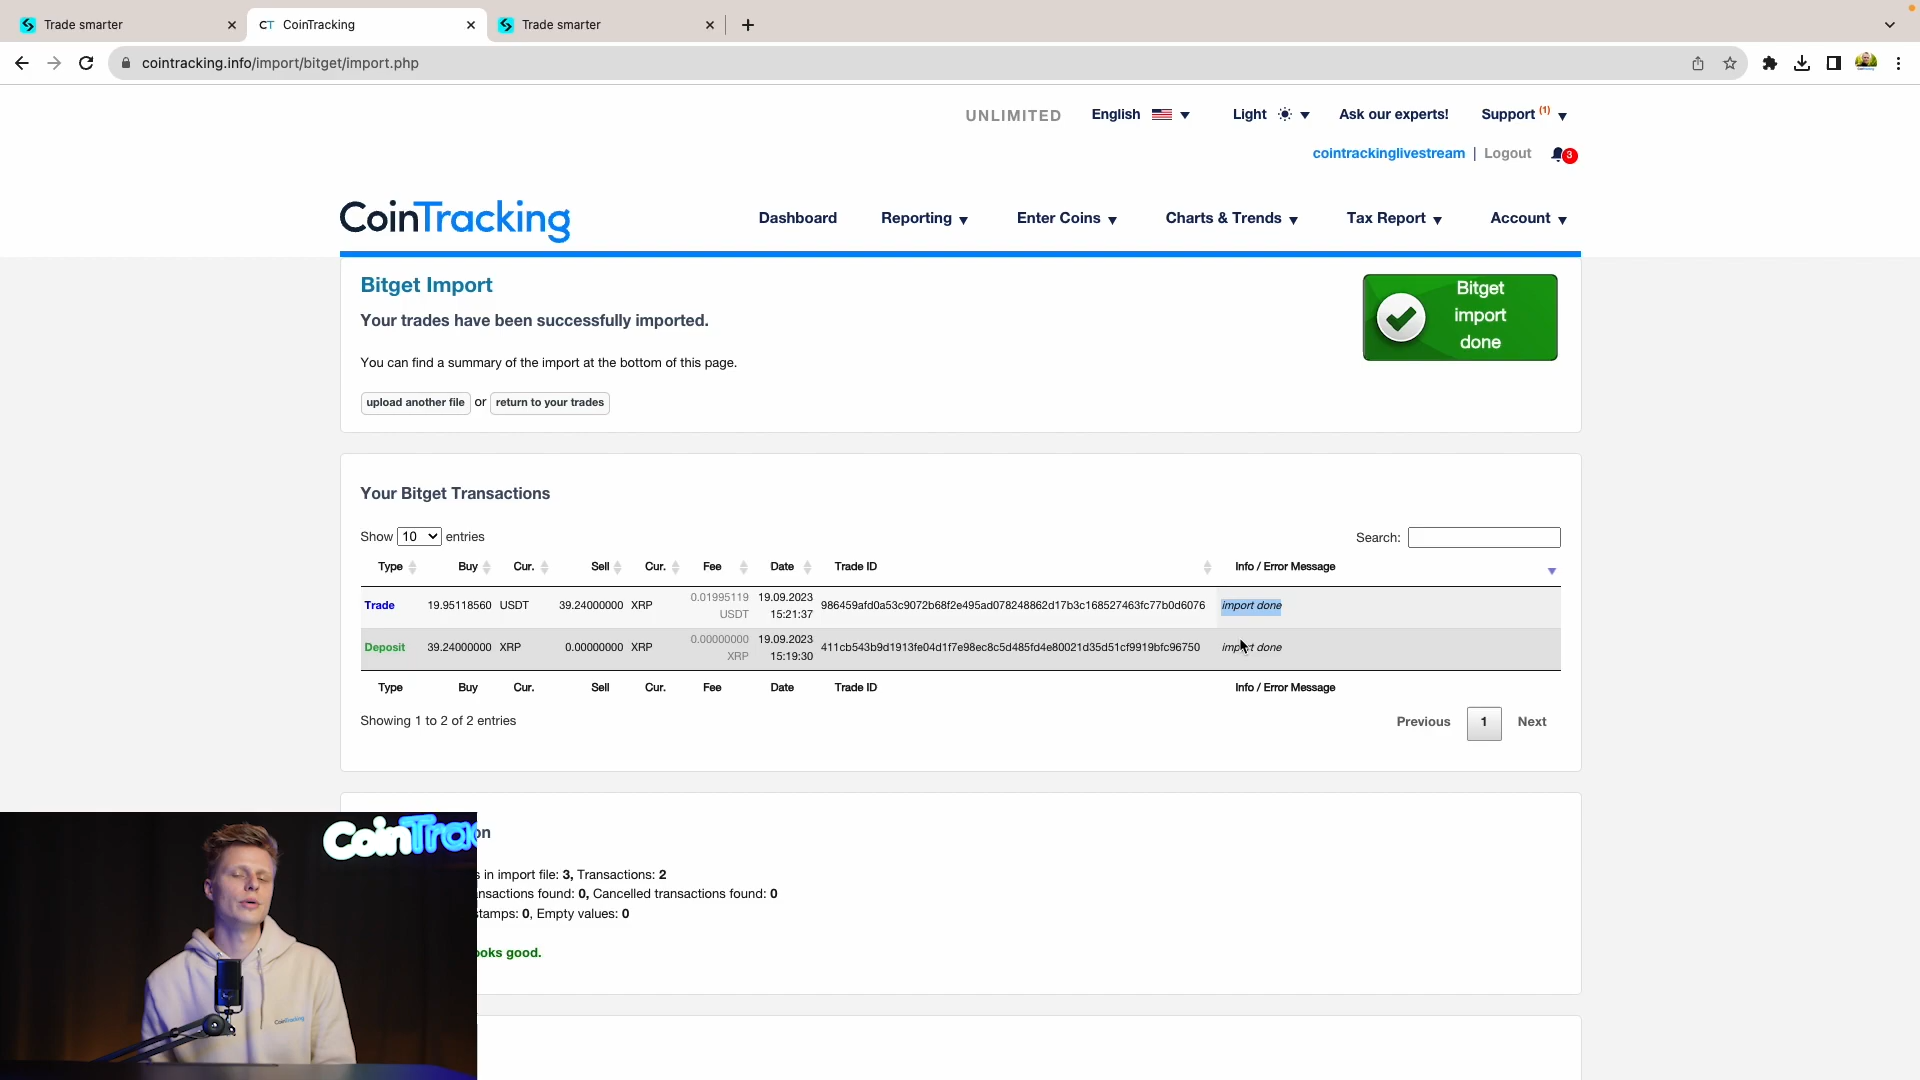 Trade smarter
CT CoinTracking
Trade smarter
cointracking.info/import/bitget/import.php
UNLIMITED English Light Ask our experts! Support (1)
cointrackinglivestream | Logout 3
CoinTracking
Dashboard Reporting Enter Coins Charts & Trends Tax Report Account
Bitget Import
Your trades have been successfully imported.
You can find a summary of the import at the bottom of this page.
upload another file or return to your trades
Bitget
import
done
Your Bitget Transactions
Show 10 entries
Search:
Type Buy Cur. Sell Cur. Fee Date Trade ID Info / Error Message
Trade 19.95118560 USDT 39.24000000 XRP 0.01995119 USDT 19.09.2023 15:21:37 986459afd0a53c9072b68f2e495ad078248862d17b3c168527463fc77b0d6076 import done
Deposit 39.24000000 XRP 0.00000000 XRP 0.00000000 XRP 19.09.2023 15:19:30 411cb543b9d1913fe04d1f7e98ec8c5d485fd4e80021d35d51cf9919bfc96750 import done
Type Buy Cur. Sell Cur. Fee Date Trade ID Info / Error Message
Showing 1 to 2 of 2 entries
Previous 1 Next
on
s in import file: 3, Transactions: 2
ansactions found: 0, Cancelled transactions found: 0
stamps: 0, Empty values: 0
ooks good.
CoinTrac
CoinTracking